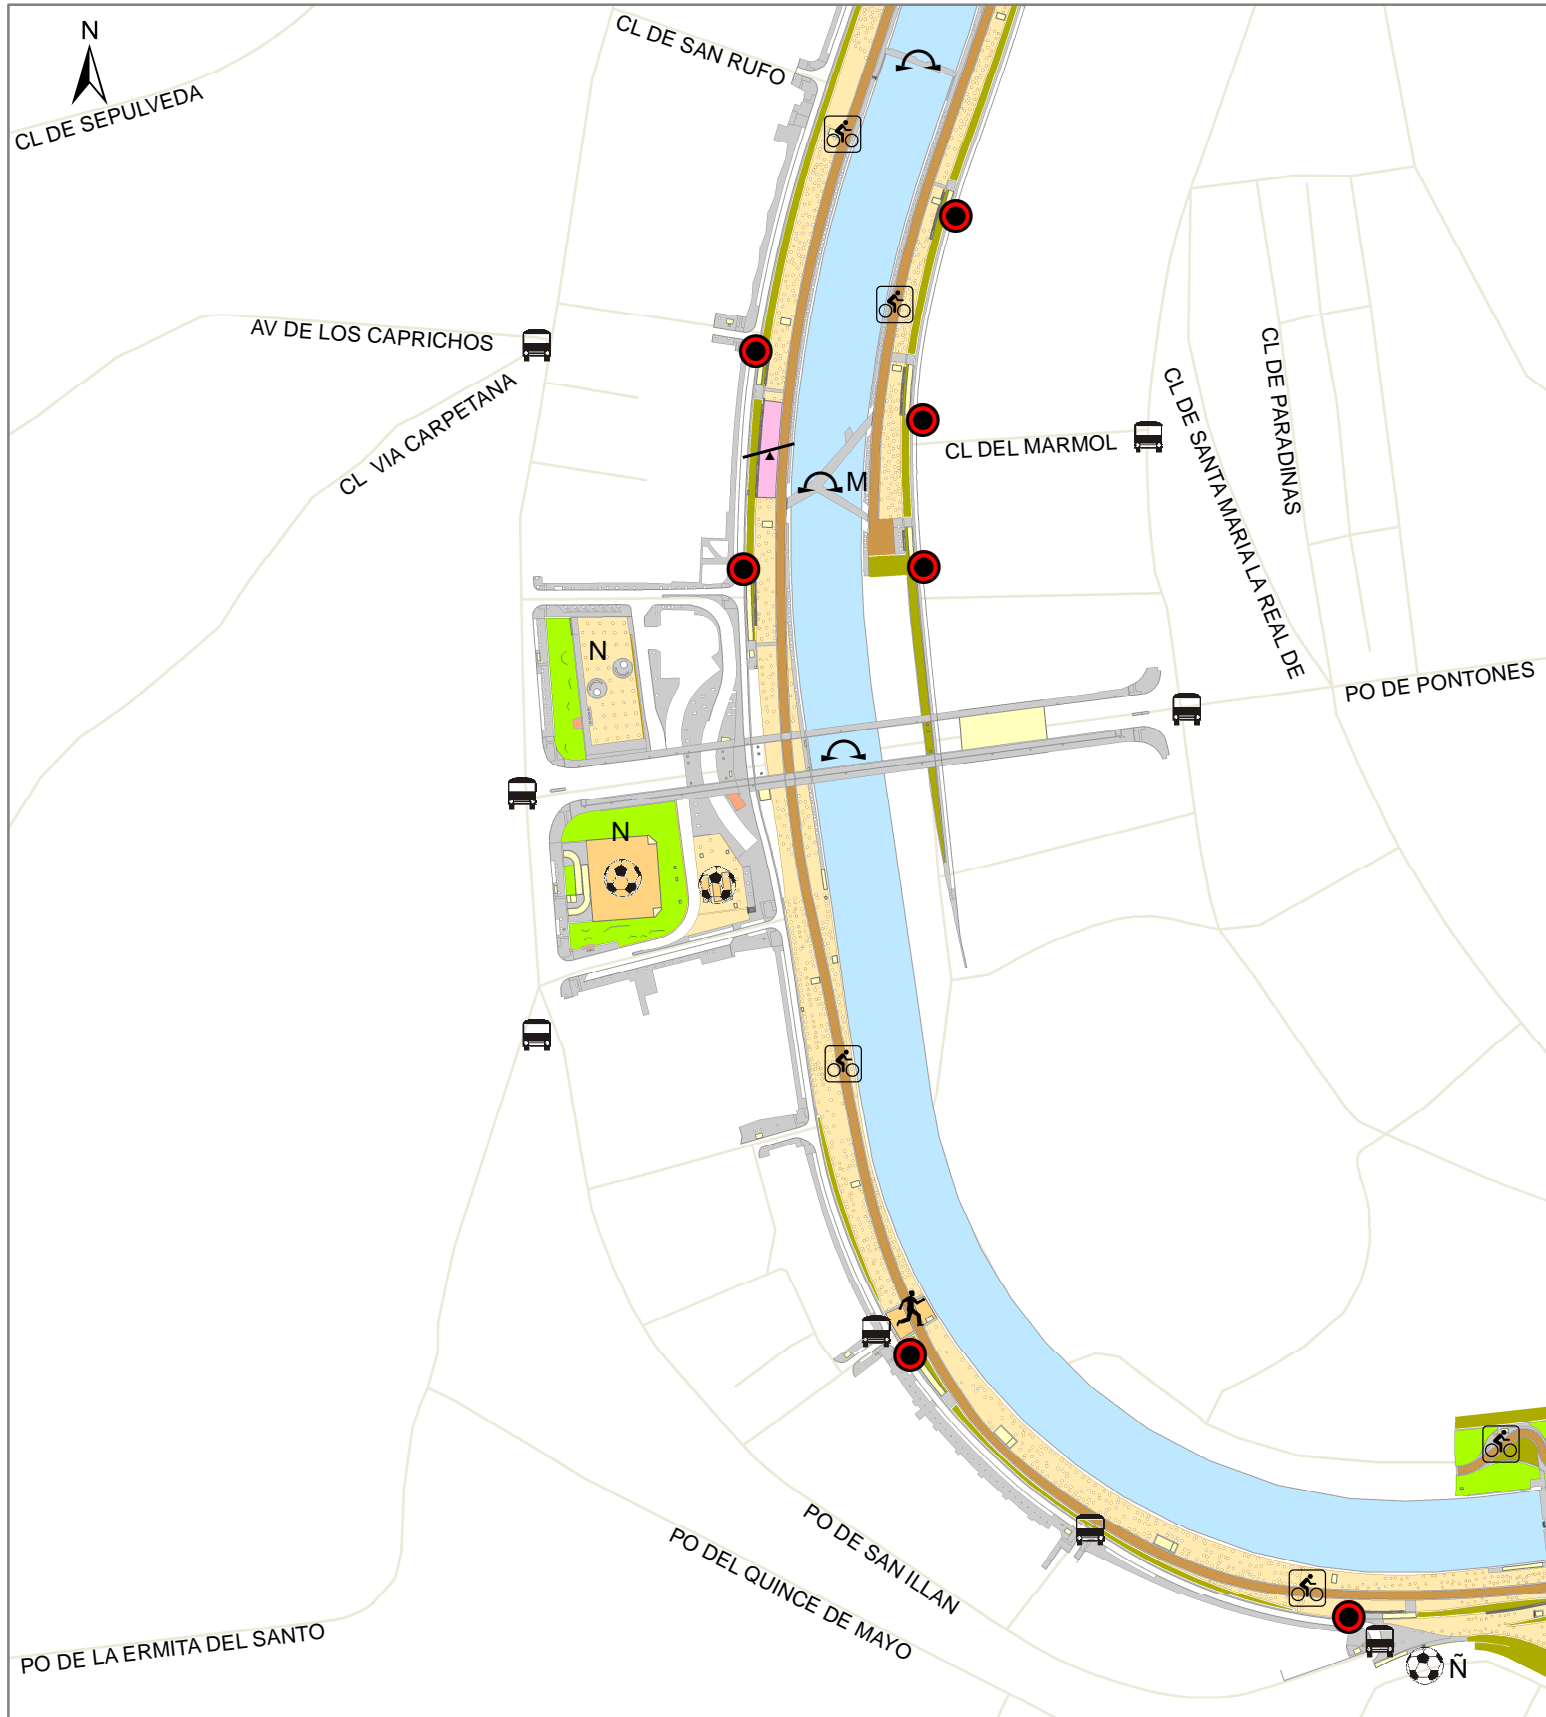 N
CL DE SAN RUFO
CL DE SEPULVEDA
AV DE LOS CAPRICHOS
CL VIA CARPETANA
CL DE PARADINAS
CL DE SANTA MARIA LA REAL DE
CL DEL MARMOL
M
N
PO DE PONTONES
N
PO DE SAN ILLAN
PO DEL QUINCE DE MAYO
PO DE LA ERMITA DEL SANTO
Ñ